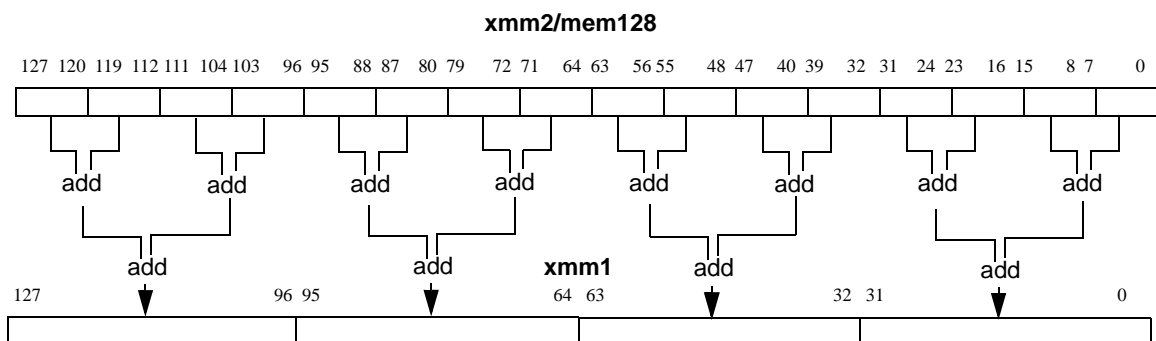 xmm2/mem128
127 120 119 112 111 104 103 96 95 88 87 80 79 72 71 64 63 56 55 48 47 40 39 32 31 24 23 16 15 8 7 0
add add add add add add add add
add add add add
xmm1
127 96 95 64 63 32 31 0